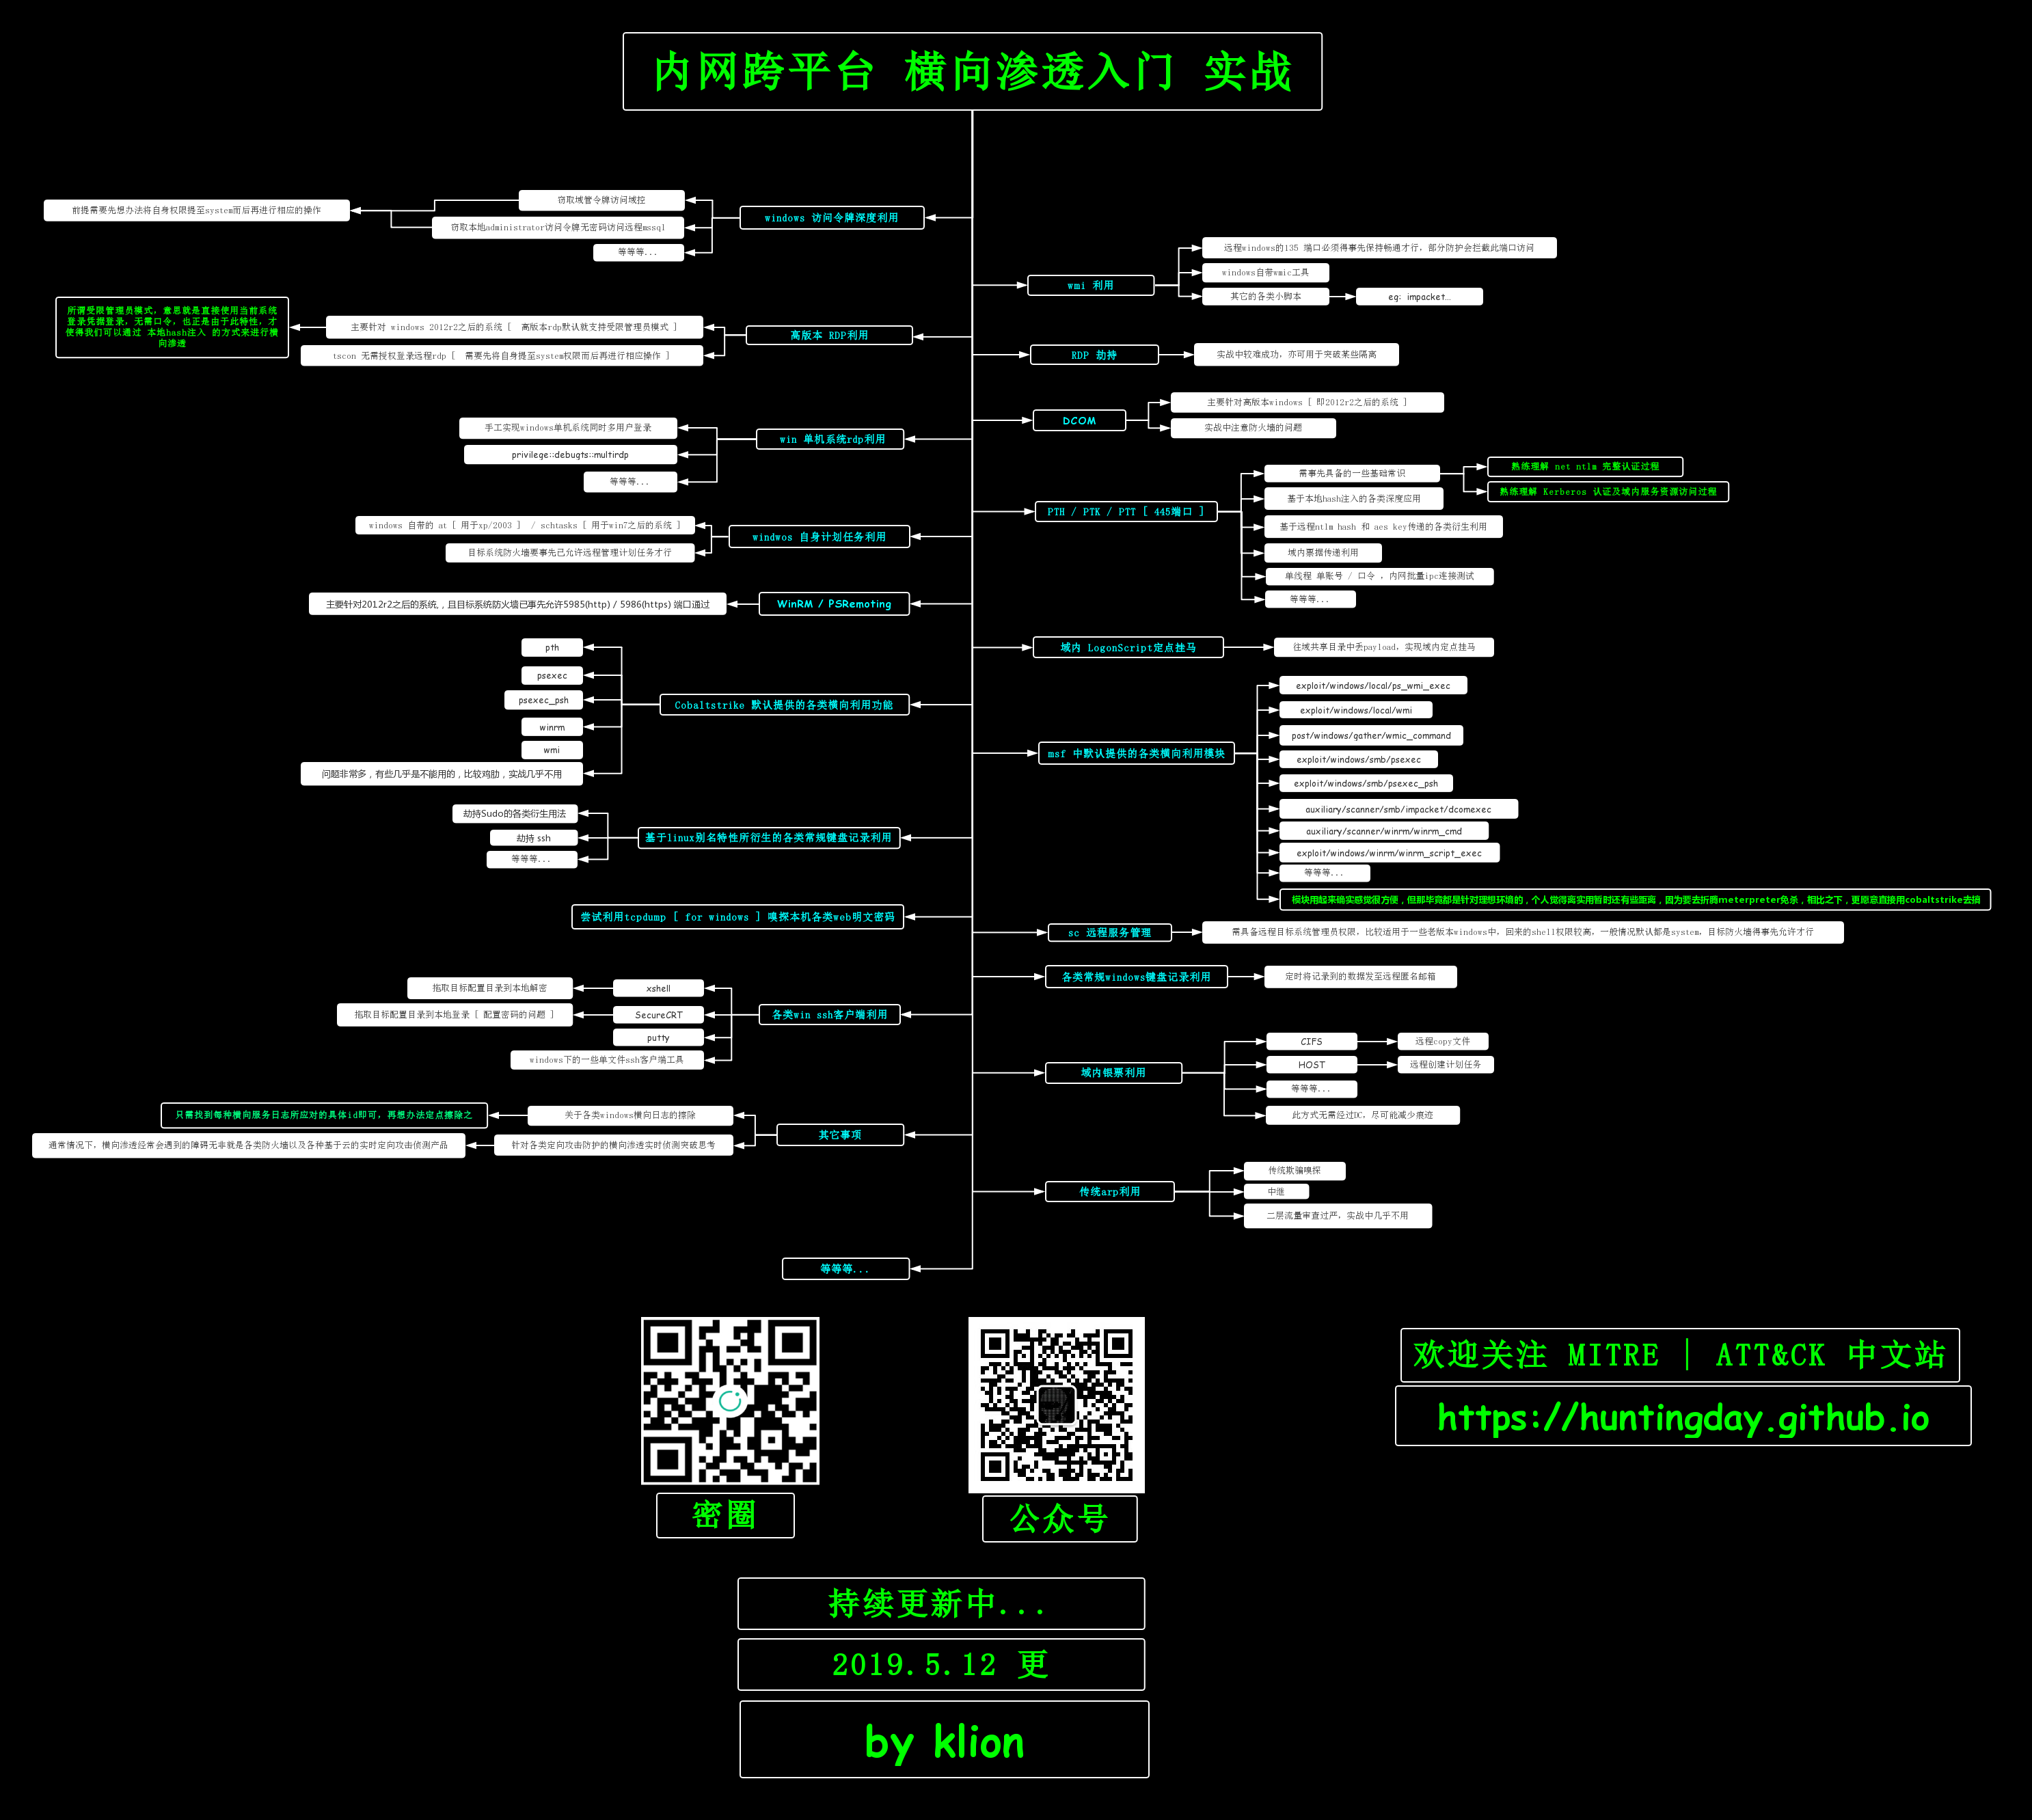 内网跨平台 横向渗透入门 实战
windows 访问令牌深度利用
窃取域管令牌访问域控
窃取本地administrator访问令牌无密码访问远程mssql
等等等...
前提需要先想办法将自身权限提至system而后再进行相应的操作
高版本 RDP利用
主要针对 windows 2012r2之后的系统 [ 高版本rdp默认就支持受限管理员模式 ]
所谓受限管理员模式，意思就是直接使用当前系统
登录凭据登录，无需口令，也正是由于此特性，才
使得我们可以通过 本地hash注入 的方式来进行横
向渗透
tscon 无需授权登录远程rdp [ 需要先将自身提至system权限而后再进行相应操作 ]
win 单机系统rdp利用
手工实现windows单机系统同时多用户登录
privilege::debugts::multirdp
等等等...
windwos 自身计划任务利用
windows 自带的 at [ 用于xp/2003 ] / schtasks [ 用于win7之后的系统 ]
目标系统防火墙要事先已允许远程管理计划任务才行
WinRM / PSRemoting
主要针对2012r2之后的系统, , 且目标系统防火墙已事先允许5985(http) / 5986(https) 端口通过
Cobaltstrike 默认提供的各类横向利用功能
pth
psexec
psexec_psh
winrm
wmi
问题非常多，有些几乎是不能用的，比较鸡肋，实战几乎不用
基于linux别名特性所衍生的各类常规键盘记录利用
劫持Sudo的各类衍生用法
劫持 ssh
等等等...
尝试利用tcpdump [ for windows ] 嗅探本机各类web明文密码
各类win ssh客户端利用
xshell
拖取目标配置目录到本地解密
SecureCRT
拖取目标配置目录到本地登录 [ 配置密码的问题 ]
putty
windows下的一些单文件ssh客户端工具
其它事项
关于各类windows横向日志的擦除
只需找到每种横向服务日志所应对的具体id即可，再想办法定点擦除之
针对各类定向攻击防护的横向渗透实时侦测突破思考
通常情况下，横向渗透经常会遇到的障碍无非就是各类防火墙以及各种基于云的实时定向攻击侦测产品
等等等...
wmi 利用
远程windows的135 端口必须得事先保持畅通才行，部分防护会拦截此端口访问
windows自带wmic工具
其它的各类小脚本
eg: impacket...
RDP 劫持
实战中较难成功，亦可用于突破某些隔离
DCOM
主要针对高版本windows [ 即2012r2之后的系统 ]
实战中注意防火墙的问题
PTH / PTK / PTT [ 445端口 ]
需事先具备的一些基础常识
熟练理解 net ntlm 完整认证过程
熟练理解 Kerberos 认证及域内服务资源访问过程
基于本地hash注入的各类深度应用
基于远程ntlm hash 和 aes key传递的各类衍生利用
域内票据传递利用
单线程 单账号 / 口令 ，内网批量ipc连接测试
等等等...
域内 LogonScript定点挂马
往域共享目录中丢payload，实现域内定点挂马
msf 中默认提供的各类横向利用模块
exploit/windows/local/ps_wmi_exec
exploit/windows/local/wmi
post/windows/gather/wmic_command
exploit/windows/smb/psexec
exploit/windows/smb/psexec_psh
auxiliary/scanner/smb/impacket/dcomexec
auxiliary/scanner/winrm/winrm_cmd
exploit/windows/winrm/winrm_script_exec
等等等...
模块用起来确实感觉很方便，但那毕竟都是针对理想环境的，个人觉得离实用暂时还有些距离，因为要去折腾meterpreter免杀，相比之下，更愿意直接用cobaltstrike去搞
sc 远程服务管理
需具备远程目标系统管理员权限，比较适用于一些老版本windows中，回来的shell权限较高，一般情况默认都是system，目标防火墙得事先允许才行
各类常规windows键盘记录利用
定时将记录到的数据发至远程匿名邮箱
域内银票利用
CIFS
远程copy文件
HOST
远程创建计划任务
等等等...
此方式无需经过DC，尽可能减少痕迹
传统arp利用
传统欺骗嗅探
中继
二层流量审查过严，实战中几乎不用
密圈
公众号
欢迎关注 MITRE | ATT&CK 中文站
https://huntingday.github.io
持续更新中...
2019.5.12 更
by klion